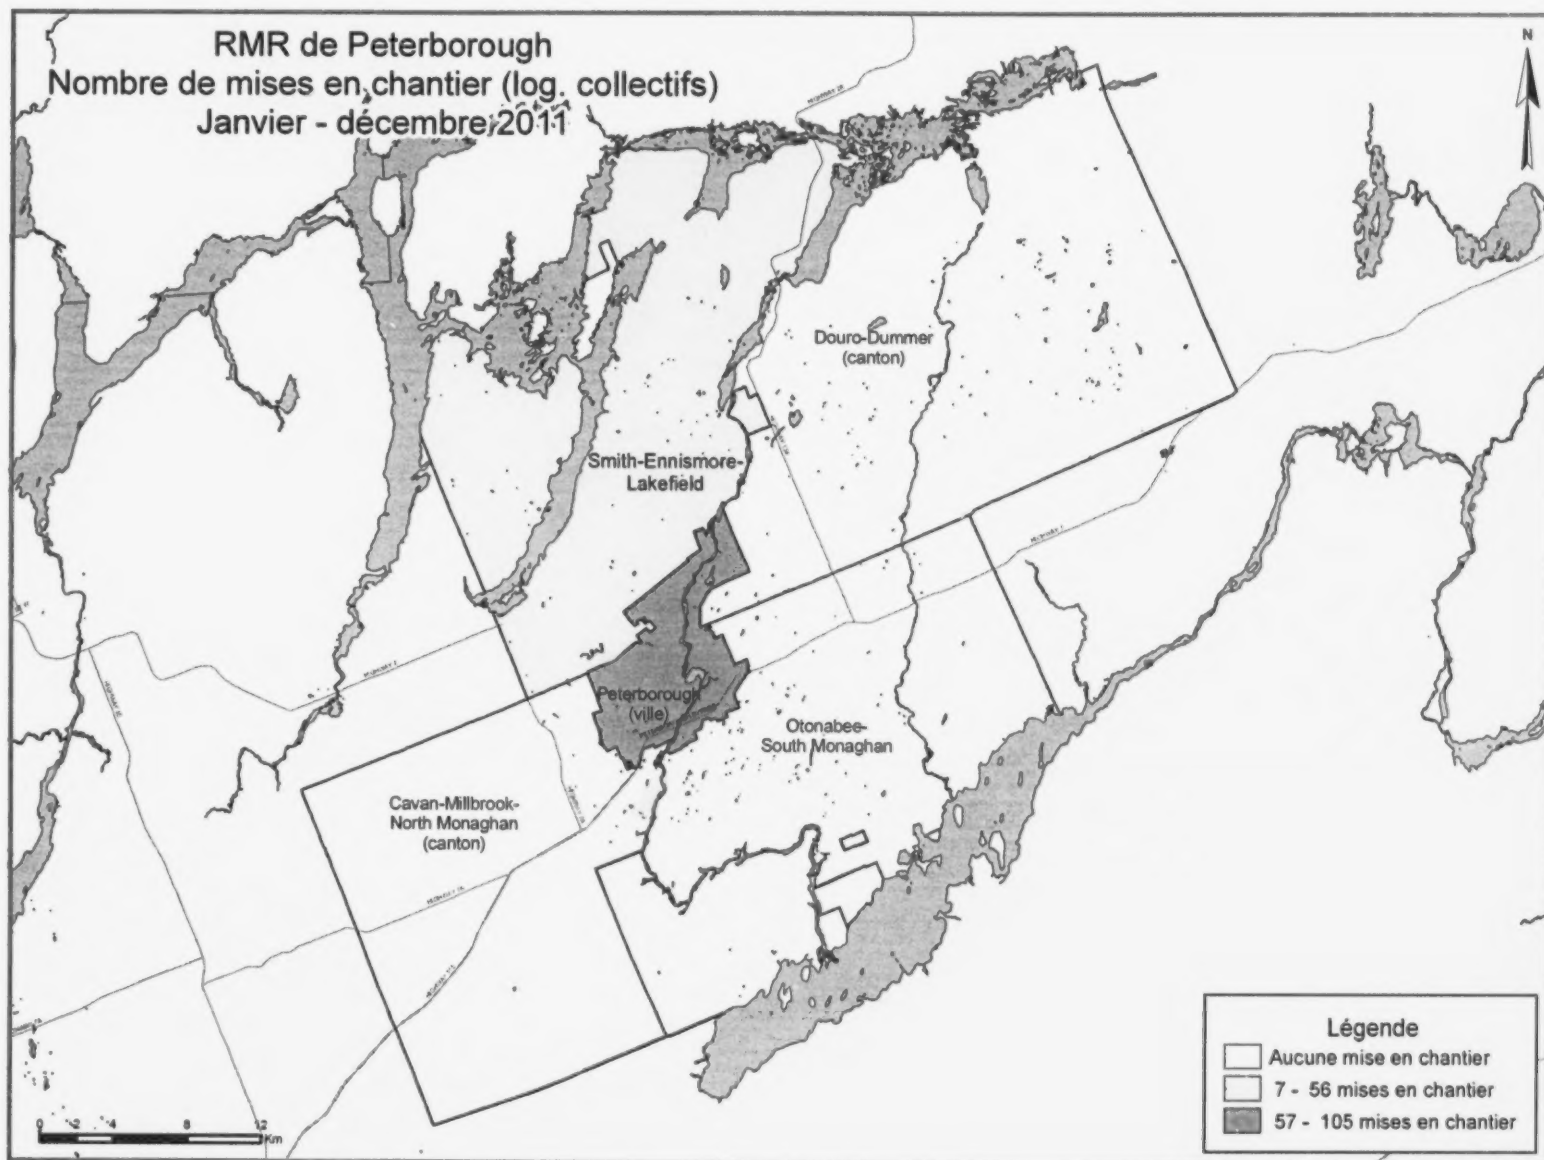 RMR de Peterborough
Nombre de mises en chantier (log. collectifs)
Janvier - décembre 2011
N
Douro-Dummer
(canton)
Smith-Ennismore-
Lakefield
Peterborough
(ville)
Otonabee-
South Monaghan
Cavan-Millbrook-
North Monaghan
(canton)
Légende
Aucune mise en chantier
7 - 56 mises en chantier
57 - 105 mises en chantier
0 2 4 8 12
Km